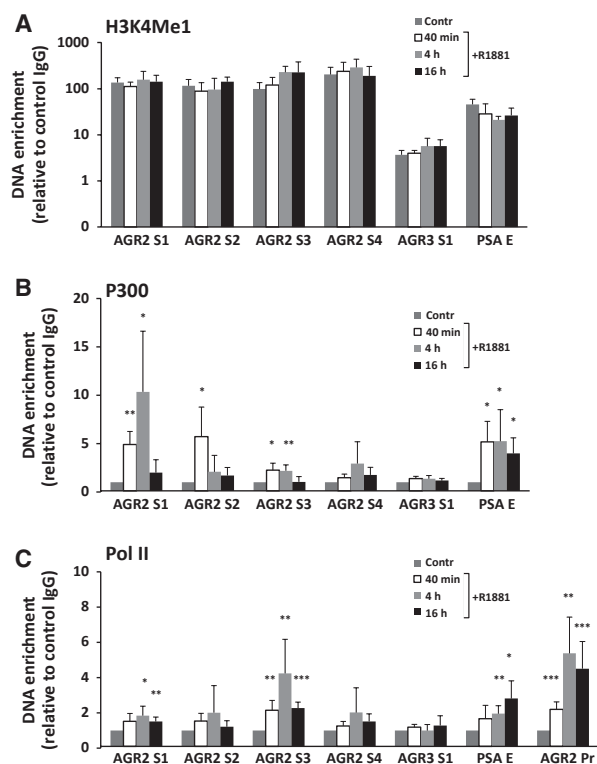 A
H3K4Me1
DNA enrichment
(relative to control IgG)
1000
100
10
1
0
Contr
40 min
4 h
16 h
+R1881
AGR2 S1 AGR2 S2 AGR2 S3 AGR2 S4 AGR3 S1 PSA E
B
P300
DNA enrichment
(relative to control IgG)
20
15
10
5
0
Contr
40 min
4 h
16 h
+R1881
** * * * ** * * *
AGR2 S1 AGR2 S2 AGR2 S3 AGR2 S4 AGR3 S1 PSA E
C
Pol II
DNA enrichment
(relative to control IgG)
10
8
6
4
2
0
Contr
40 min
4 h
16 h
+R1881
* ** ** ** *** ** * *** ** ***
AGR2 S1 AGR2 S2 AGR2 S3 AGR2 S4 AGR3 S1 PSA E AGR2 Pr